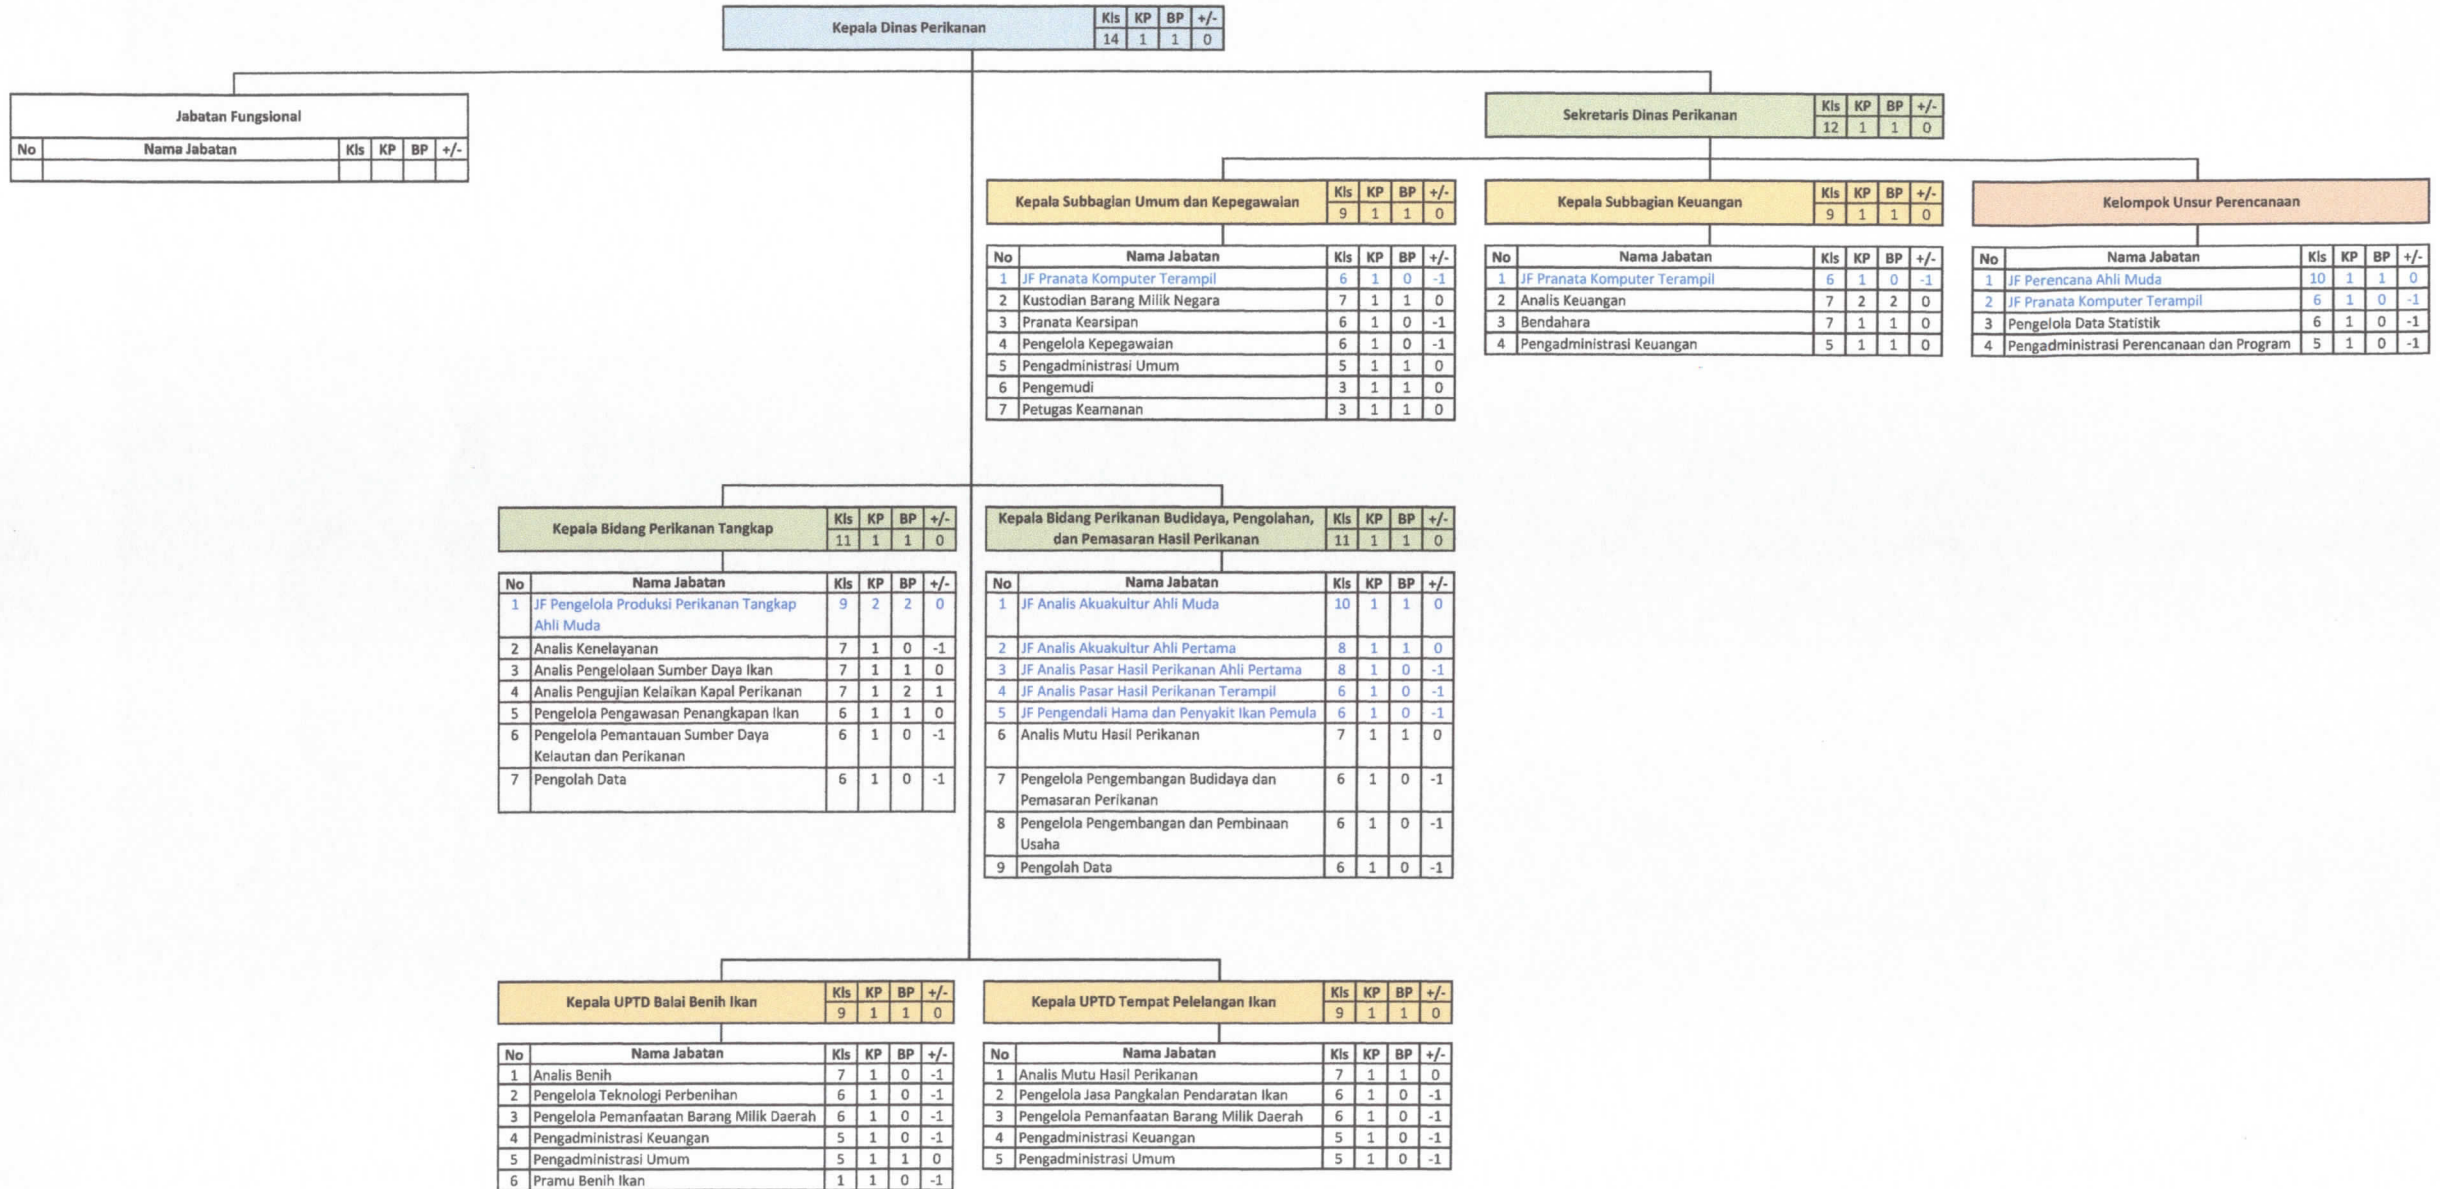 Kepala Dinas Perikanan Kls KP BP +/-
14 1 1 0
Jabatan Fungsional
No Nama Jabatan Kls KP BP +/-
Sekretaris Dinas Perikanan Kls KP BP +/-
12 1 1 0
Kepala Subbagian Umum dan Kepegawaian Kls KP BP +/-
9 1 1 0
No Nama Jabatan Kls KP BP +/-
1 JF Pranata Komputer Terampil 6 1 0 -1
2 Kustodian Barang Milik Negara 7 1 1 0
3 Pranata Kearsipan 6 1 0 -1
4 Pengelola Kepegawaian 6 1 0 -1
5 Pengadministrasi Umum 5 1 1 0
6 Pengemudi 3 1 1 0
7 Petugas Keamanan 3 1 1 0
Kepala Subbagian Keuangan Kls KP BP +/-
9 1 1 0
No Nama Jabatan Kls KP BP +/-
1 JF Pranata Komputer Terampil 6 1 0 -1
2 Analis Keuangan 7 2 2 0
3 Bendahara 7 1 1 0
4 Pengadministrasi Keuangan 5 1 1 0
Kelompok Unsur Perencanaan
No Nama Jabatan Kls KP BP +/-
1 JF Perencana Ahli Muda 10 1 1 0
2 JF Pranata Komputer Terampil 6 1 0 -1
3 Pengelola Data Statistik 6 1 0 -1
4 Pengadministrasi Perencanaan dan Program 5 1 0 -1
Kepala Bidang Perikanan Tangkap Kls KP BP +/-
11 1 1 0
No Nama Jabatan Kls KP BP +/-
1 JF Pengelola Produksi Perikanan Tangkap 9 2 2 0
Ahli Muda
2 Analis Kenelayanan 7 1 0 -1
3 Analis Pengelolaan Sumber Daya Ikan 7 1 1 0
4 Analis Pengujian Kelaikan Kapal Perikanan 7 1 2 1
5 Pengelola Pengawasan Penangkapan Ikan 6 1 1 0
6 Pengelola Pemantauan Sumber Daya 6 1 0 -1
Kelautan dan Perikanan
7 Pengolah Data 6 1 0 -1
Kepala Bidang Perikanan Budidaya, Pengolahan, Kls KP BP +/-
dan Pemasaran Hasil Perikanan 11 1 1 0
No Nama Jabatan Kls KP BP +/-
1 JF Analis Akuakultur Ahli Muda 10 1 1 0
2 JF Analis Akuakultur Ahli Pertama 8 1 1 0
3 JF Analis Pasar Hasil Perikanan Ahli Pertama 8 1 0 -1
4 JF Analis Pasar Hasil Perikanan Terampil 6 1 0 -1
5 JF Pengendali Hama dan Penyakit Ikan Pemula 6 1 0 -1
6 Analis Mutu Hasil Perikanan 7 1 1 0
7 Pengelola Pengembangan Budidaya dan 6 1 0 -1
Pemasaran Perikanan
8 Pengelola Pengembangan dan Pembinaan 6 1 0 -1
Usaha
9 Pengolah Data 6 1 0 -1
Kepala UPTD Balai Benih Ikan Kls KP BP +/-
9 1 1 0
No Nama Jabatan Kls KP BP +/-
1 Analis Benih 7 1 0 -1
2 Pengelola Teknologi Perbenihan 6 1 0 -1
3 Pengelola Pemanfaatan Barang Milik Daerah 6 1 0 -1
4 Pengadministrasi Keuangan 5 1 0 -1
5 Pengadministrasi Umum 5 1 1 0
6 Pramu Benih Ikan 1 1 0 -1
Kepala UPTD Tempat Pelelangan Ikan Kls KP BP +/-
9 1 1 0
No Nama Jabatan Kls KP BP +/-
1 Analis Mutu Hasil Perikanan 7 1 1 0
2 Pengelola Jasa Pangkalan Pendaratan Ikan 6 1 0 -1
3 Pengelola Pemanfaatan Barang Milik Daerah 6 1 0 -1
4 Pengadministrasi Keuangan 5 1 0 -1
5 Pengadministrasi Umum 5 1 0 -1